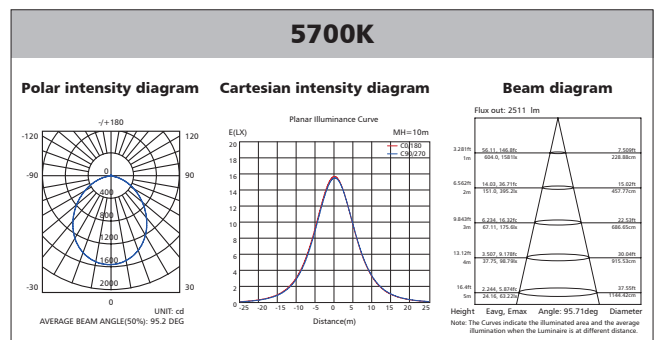 5700K
Polar intensity diagram
Cartesian intensity diagram
Beam diagram
-/+180
-120
120
-90
90
-30
30
0
0
400
800
1200
1600
2000
UNIT: cd
AVERAGE BEAM ANGLE(50%): 95.2 DEG
Planar Illuminance Curve
E(LX)
MH=10m
C0/180
C90/270
20
18
16
14
12
10
8
6
4
2
0
-25 -20 -15 -10 -5 0 5 10 15 20 25
Distance(m)
Flux out: 2511 lm
3.281ft 56.11, 146.8fc 7.509ft
1m 604.0, 1581lx 228.88cm
6.562ft 14.03, 36.71fc 15.02ft
2m 151.0, 395.2lx 457.77cm
9.843ft 6.234, 16.32fc 22.53ft
3m 67.11, 175.6lx 686.65cm
13.12ft 3.507, 9.178fc 30.04ft
4m 37.75, 98.79lx 915.53cm
16.4ft 2.244, 5.874fc 37.55ft
5m 24.16, 63.22lx 1144.42cm
Height Eavg, Emax Angle: 95.71deg Diameter
Note: The Curves indicate the illuminated area and the average
illumination when the Luminaire is at different distance.